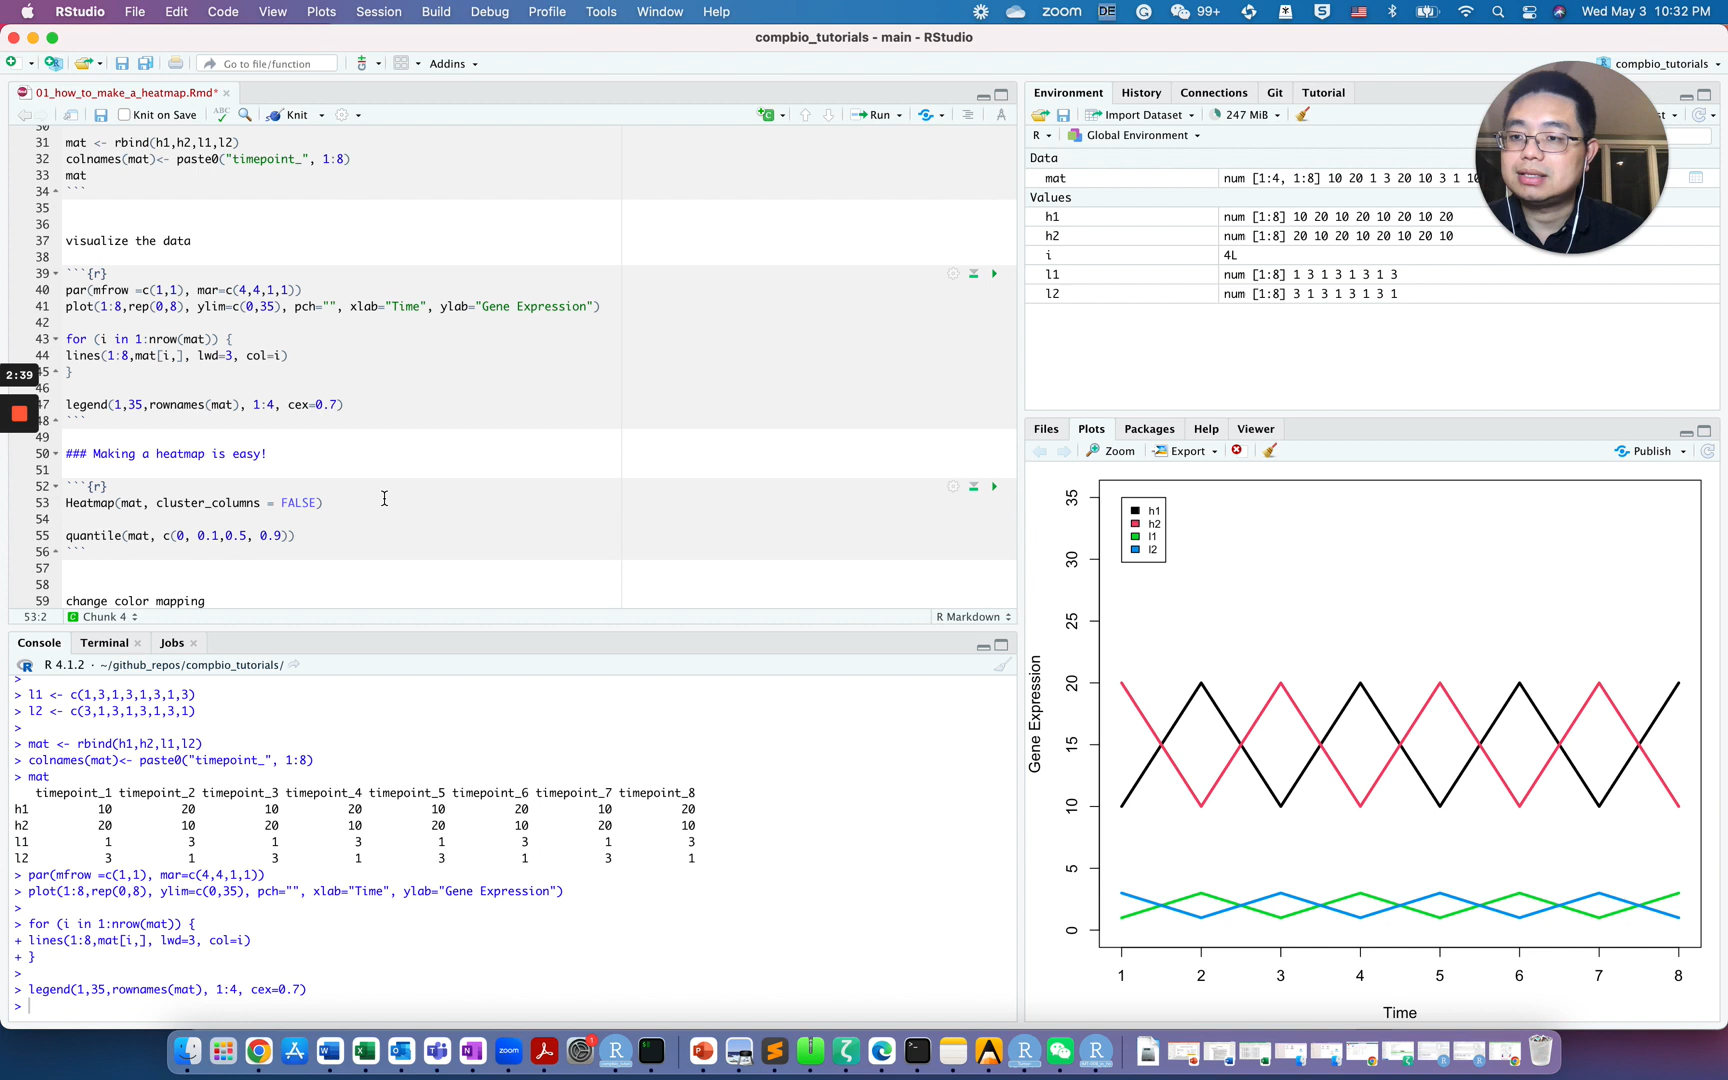 RStudio File Edit Code View Plots Session Build Debug Profile Tools Window Help zoom DE 99+ Wed May 3 10:32 PM
compbio_tutorials - main - RStudio
Go to file/function Addins compbio_tutorials
01_how_to_make_a_heatmap.Rmd*
Knit on Save Knit Run
30
31 mat <- rbind(h1,h2,l1,l2)
32 colnames(mat)<- paste0("timepoint_", 1:8)
33 mat
34 ```
35
36
37 visualize the data
38
39 ```{r}
40 par(mfrow =c(1,1), mar=c(4,4,1,1))
41 plot(1:8,rep(0,8), ylim=c(0,35), pch="", xlab="Time", ylab="Gene Expression")
42
43 for (i in 1:nrow(mat)) {
44 lines(1:8,mat[i,], lwd=3, col=i)
2:39 45 }
46
47 legend(1,35,rownames(mat), 1:4, cex=0.7)
48 ```
49
50 ### Making a heatmap is easy!
51
52 ```{r}
53 Heatmap(mat, cluster_columns = FALSE)
54
55 quantile(mat, c(0, 0.1,0.5, 0.9))
56 ```
57
58
59 change color mapping
53:2 Chunk 4 R Markdown
Console Terminal Jobs
R 4.1.2 · ~/github_repos/compbio_tutorials/
>
> l1 <- c(1,3,1,3,1,3,1,3)
> l2 <- c(3,1,3,1,3,1,3,1)
>
> mat <- rbind(h1,h2,l1,l2)
> colnames(mat)<- paste0("timepoint_", 1:8)
> mat
timepoint_1 timepoint_2 timepoint_3 timepoint_4 timepoint_5 timepoint_6 timepoint_7 timepoint_8
h1 10 20 10 20 10 20 10 20
h2 20 10 20 10 20 10 20 10
l1 1 3 1 3 1 3 1 3
l2 3 1 3 1 3 1 3 1
> par(mfrow =c(1,1), mar=c(4,4,1,1))
> plot(1:8,rep(0,8), ylim=c(0,35), pch="", xlab="Time", ylab="Gene Expression")
>
> for (i in 1:nrow(mat)) {
+ lines(1:8,mat[i,], lwd=3, col=i)
+ }
>
> legend(1,35,rownames(mat), 1:4, cex=0.7)
>
Environment History Connections Git Tutorial
Import Dataset 247 MiB
R Global Environment
Data
mat num [1:4, 1:8] 10 20 1 3 20 10 3 1 10
Values
h1 num [1:8] 10 20 10 20 10 20 10 20
h2 num [1:8] 20 10 20 10 20 10 20 10
i 4L
l1 num [1:8] 1 3 1 3 1 3 1 3
l2 num [1:8] 3 1 3 1 3 1 3 1
Files Plots Packages Help Viewer
Zoom Export Publish
h1
h2
l1
l2
35
30
25
20
15
10
5
0
Gene Expression
1 2 3 4 5 6 7 8
Time
zoom 1